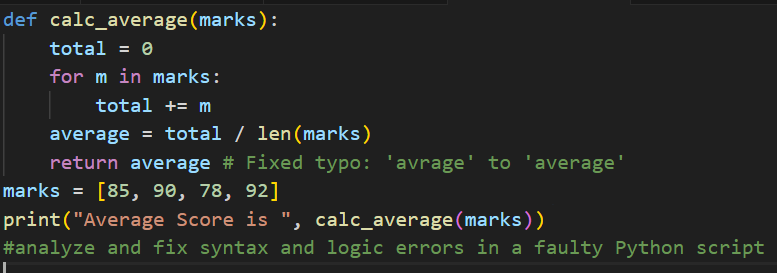 def calc_average(marks):
    total = 0
    for m in marks:
        total += m
    average = total / len(marks)
    return average # Fixed typo: 'avrage' to 'average'
marks = [85, 90, 78, 92]
print("Average Score is ", calc_average(marks))
#analyze and fix syntax and logic errors in a faulty Python script